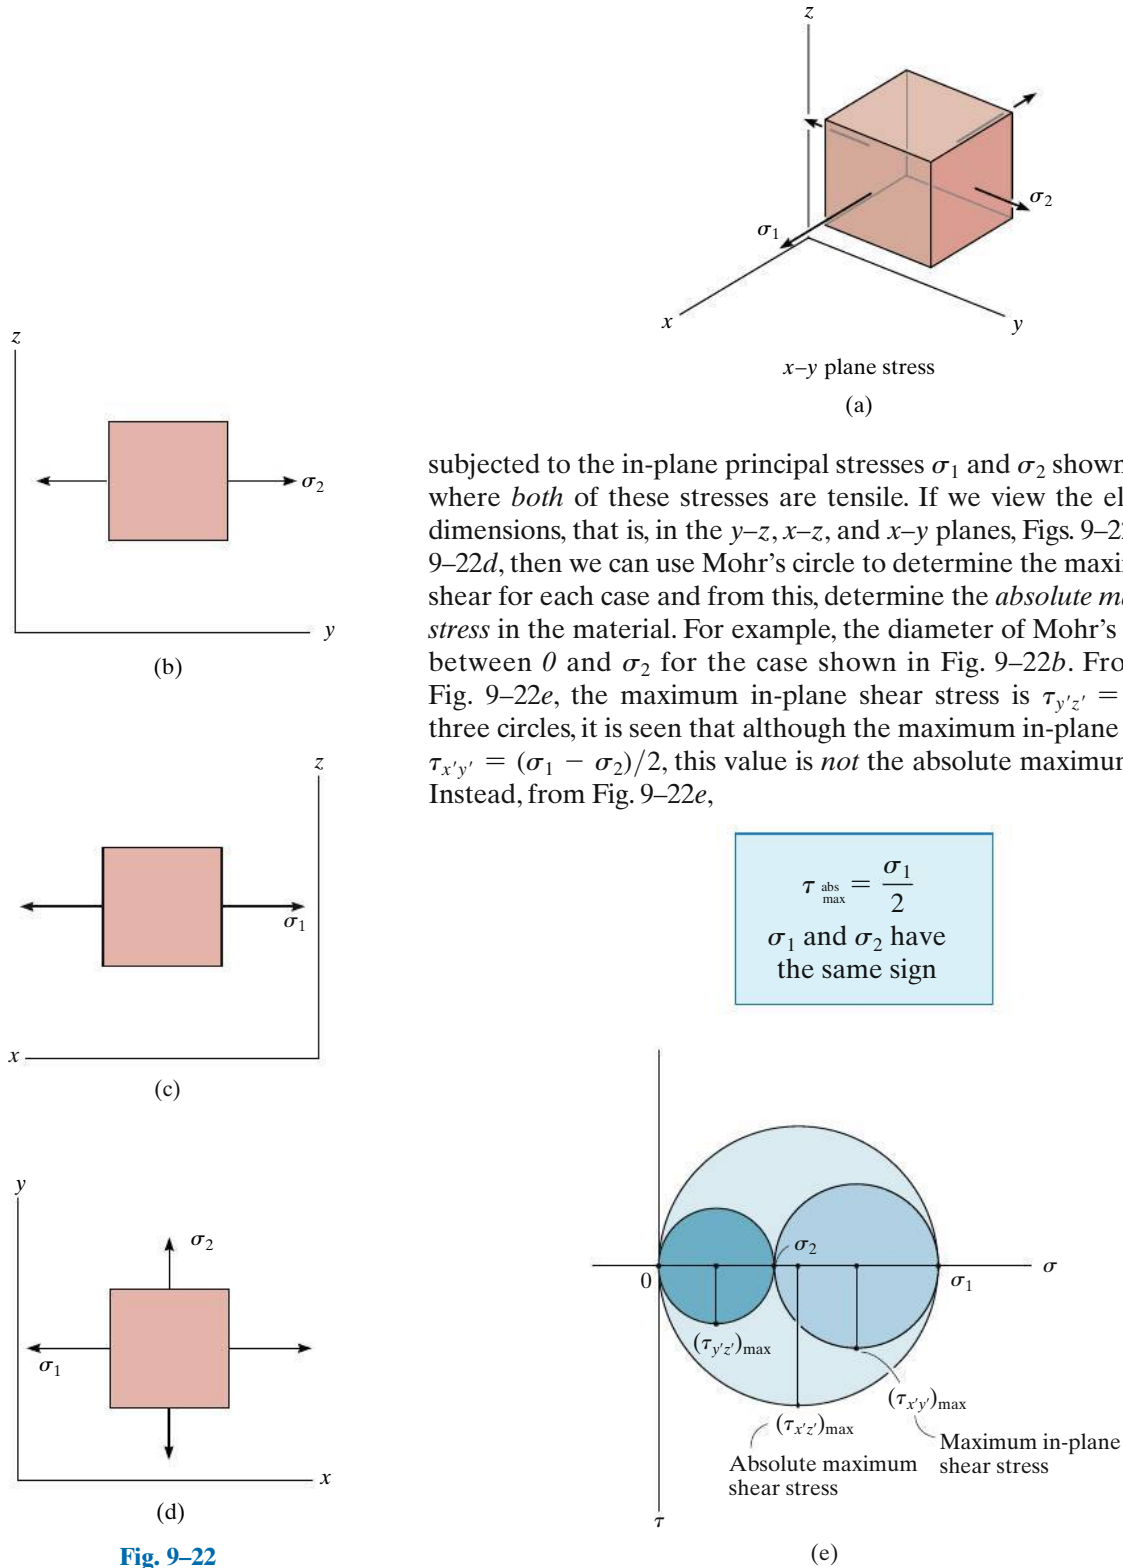 z
σ₂
σ₁
x
y
x–y plane stress
(a)
z
σ₂
y
(b)
subjected to the in-plane principal stresses σ₁ and σ₂ shown
where both of these stresses are tensile. If we view the el
dimensions, that is, in the y–z, x–z, and x–y planes, Figs. 9–2
9–22d, then we can use Mohr's circle to determine the maxi
shear for each case and from this, determine the absolute ma
stress in the material. For example, the diameter of Mohr's
between 0 and σ₂ for the case shown in Fig. 9–22b. Fro
Fig. 9–22e, the maximum in-plane shear stress is τy′z′ =
three circles, it is seen that although the maximum in-plane
τx′y′ = (σ₁ − σ₂)/2, this value is not the absolute maximum
Instead, from Fig. 9–22e,
z
σ₁
x
(c)
τ abs max = σ₁/2
σ₁ and σ₂ have
the same sign
y
σ₂
σ₁
x
(d)
Fig. 9–22
σ₂
0
σ₁
σ
(τy′z′)max
(τx′y′)max
(τx′z′)max
Maximum in-plane
shear stress
Absolute maximum
shear stress
τ
(e)